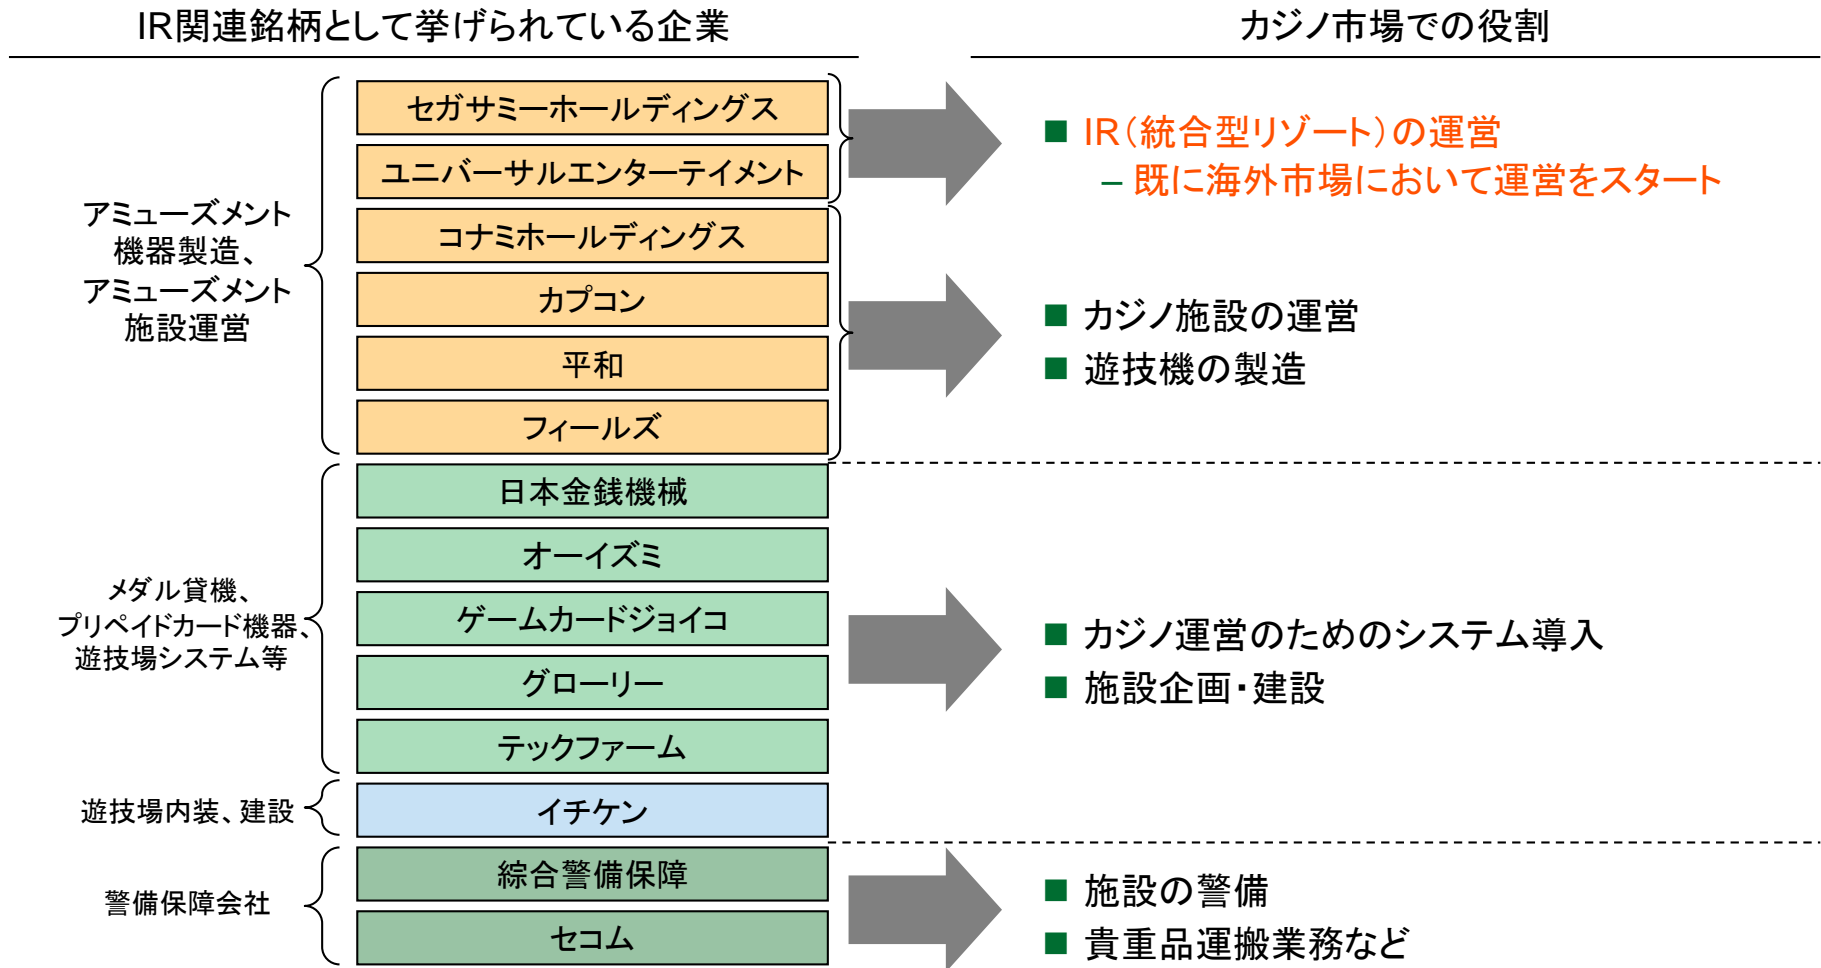 IR関連銘柄として挙げられている企業
カジノ市場での役割
アミューズメント
機器製造、
アミューズメント
施設運営
セガサミーホールディングス
ユニバーサルエンターテイメント
コナミホールディングス
カプコン
平和
フィールズ
■ IR（統合型リゾート）の運営
– 既に海外市場において運営をスタート
■ カジノ施設の運営
■ 遊技機の製造
メダル貸機、
プリペイドカード機器、
遊技場システム等
日本金銭機械
オーイズミ
ゲームカードジョイコ
グローリー
テックファーム
遊技場内装、建設
イチケン
■ カジノ運営のためのシステム導入
■ 施設企画・建設
警備保障会社
綜合警備保障
セコム
■ 施設の警備
■ 貴重品運搬業務など